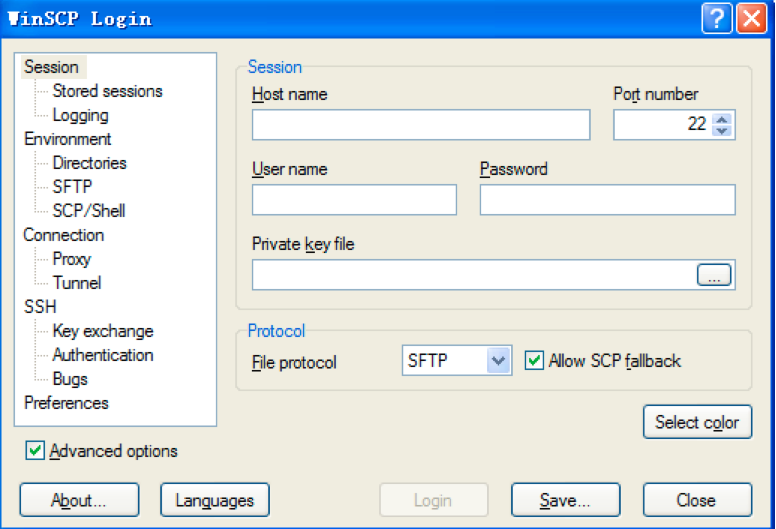 WinSCP Login
Session
Stored sessions
Logging
Environment
Directories
SFTP
SCP/Shell
Connection
Proxy
Tunnel
SSH
Key exchange
Authentication
Bugs
Preferences
Advanced options
Session
Host name
Port number
22
User name
Password
Private key file
...
Protocol
File protocol
SFTP
Allow SCP fallback
Select color
About...
Languages
Login
Save...
Close